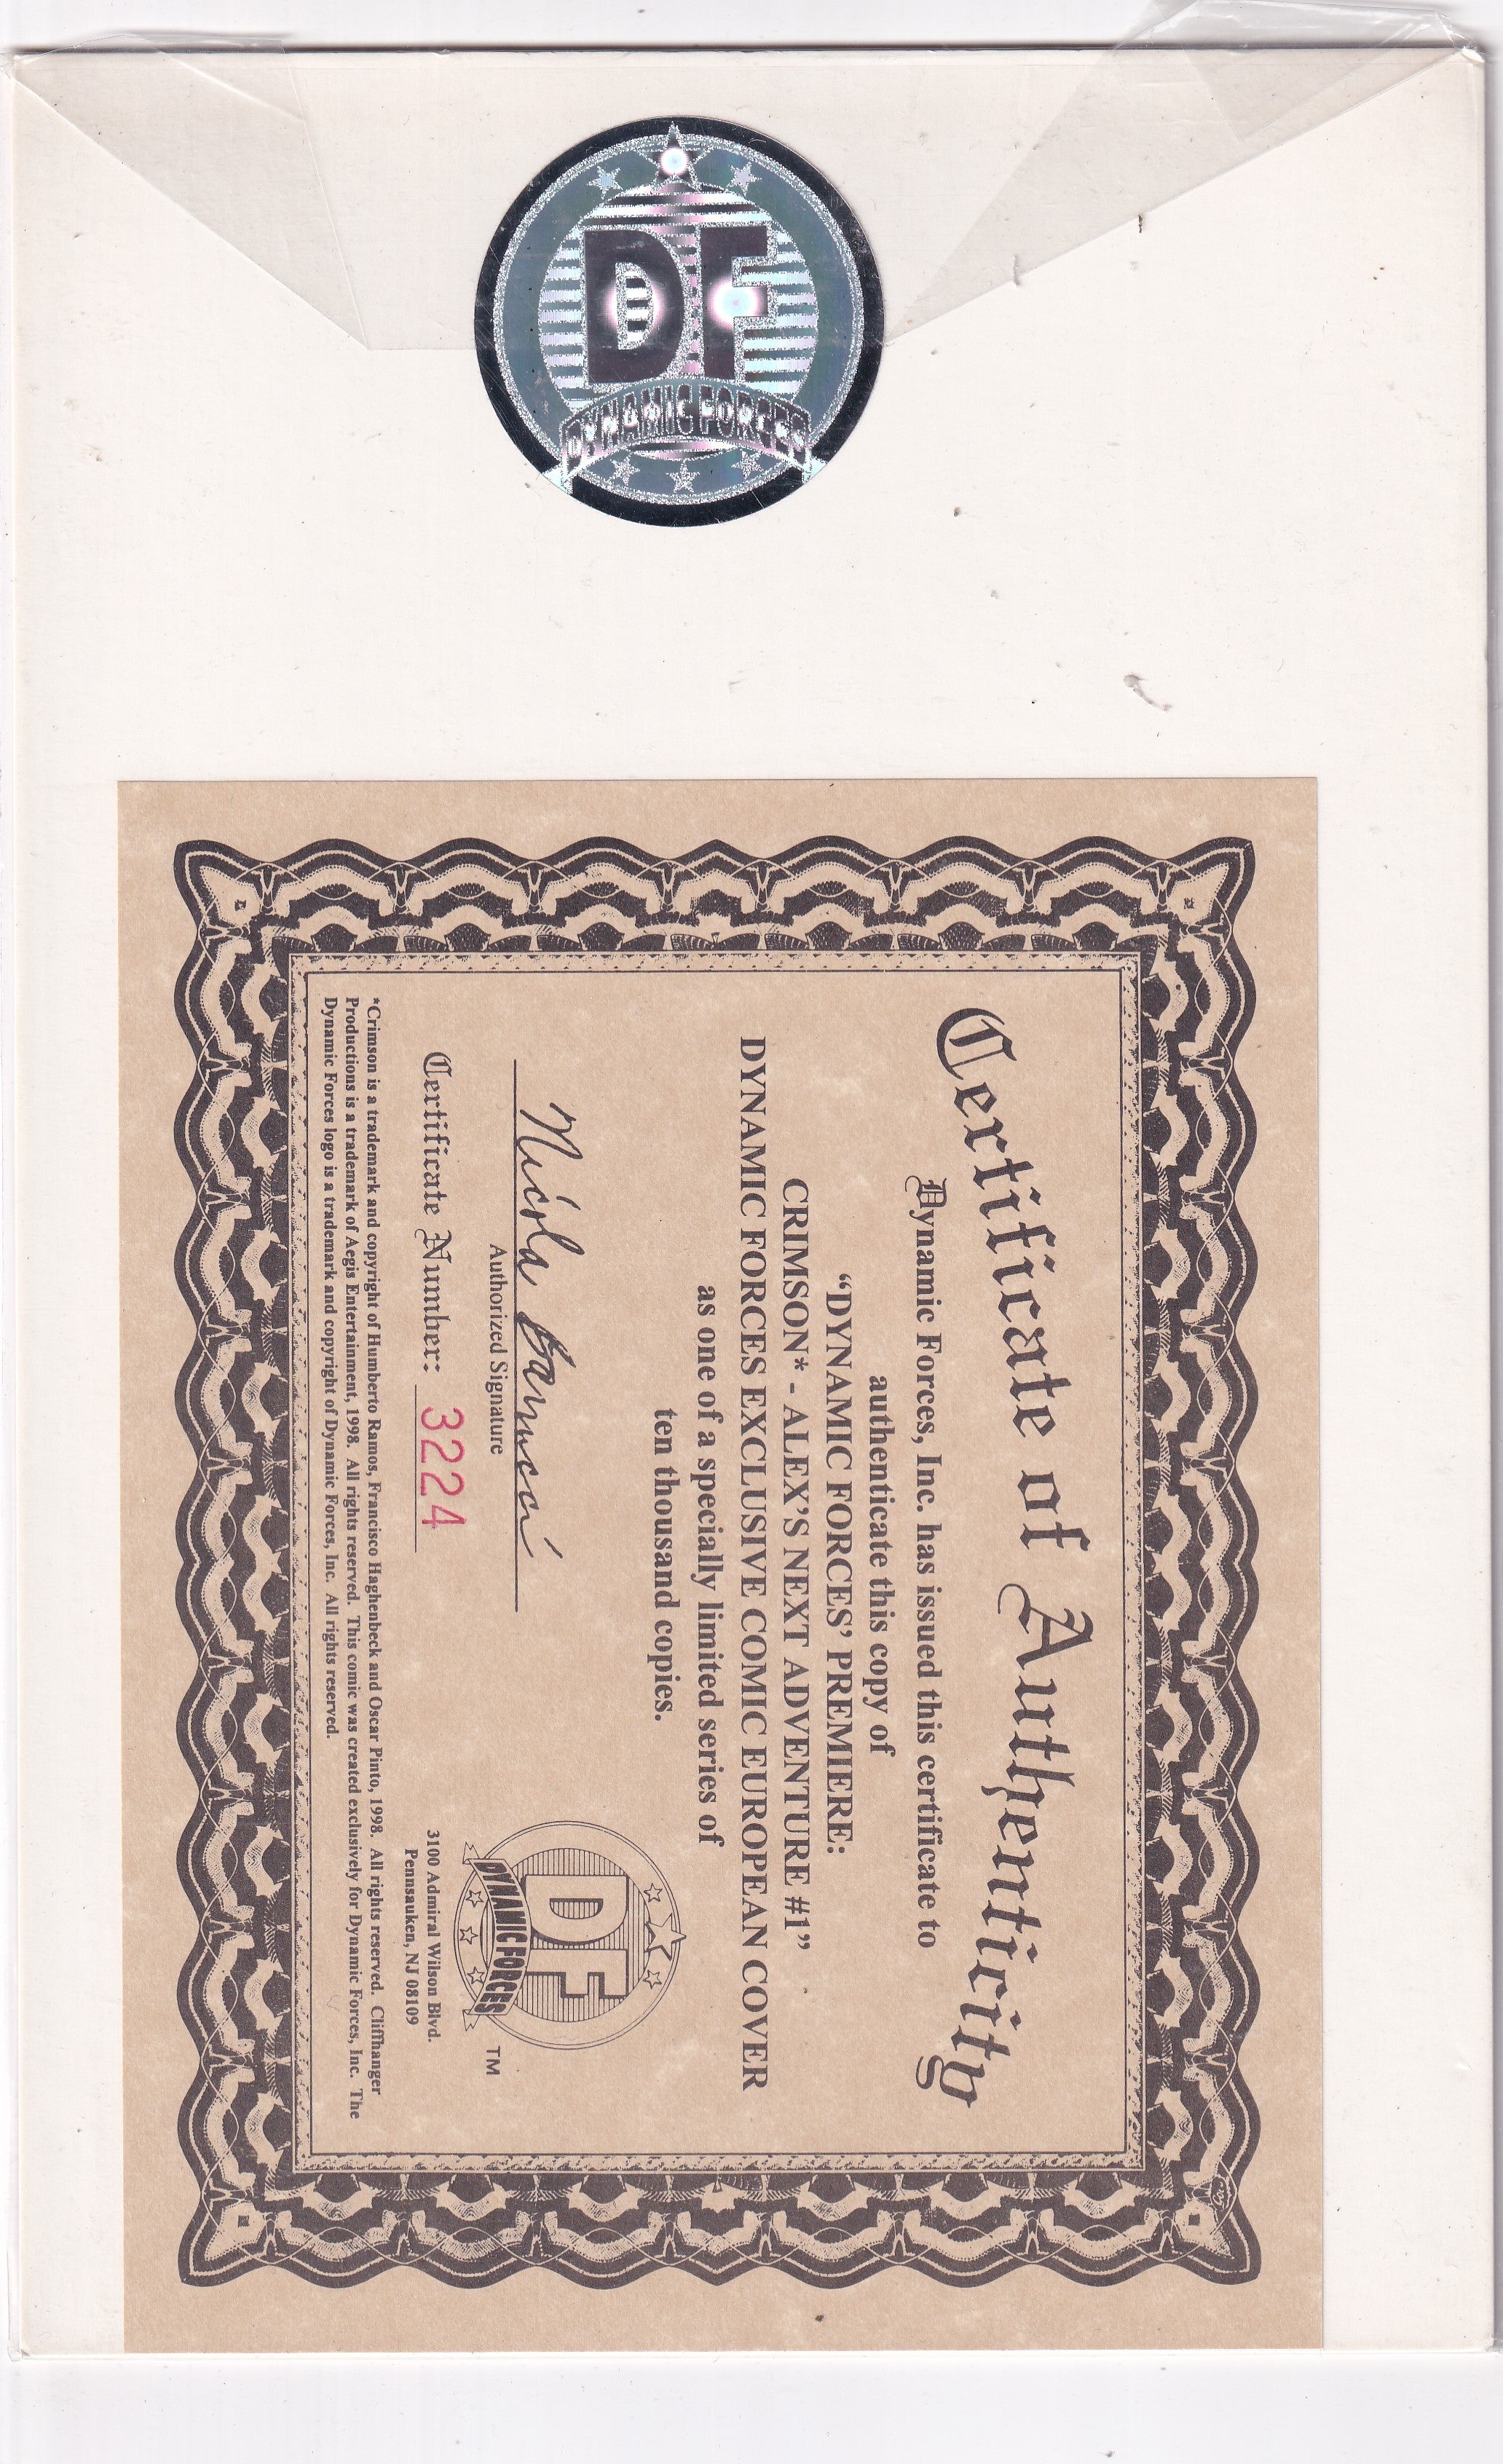 DF
DYNAMIC FORCES
Certificate of Authenticity
Dynamic Forces, Inc. has issued this certificate to
authenticate this copy of
“DYNAMIC FORCES’ PREMIERE:
CRIMSON* - ALEX’S NEXT ADVENTURE #1”
DYNAMIC FORCES EXCLUSIVE COMIC EUROPEAN COVER
as one of a specially limited series of
ten thousand copies.
Nicola Barrucci
Authorized Signature
Certificate Number: 3224
DF
DYNAMIC FORCES
TM
3100 Admiral Wilson Blvd.
Pennsauken, NJ 08109
*Crimson is a trademark and copyright of Humberto Ramos, Francisco Haghenbeck and Oscar Pinto, 1998. All rights reserved. Cliffhanger
Productions is a trademark of Aegis Entertainment, 1998. All rights reserved. This comic was created exclusively for Dynamic Forces, Inc. The
Dynamic Forces logo is a trademark and copyright of Dynamic Forces, Inc. All rights reserved.